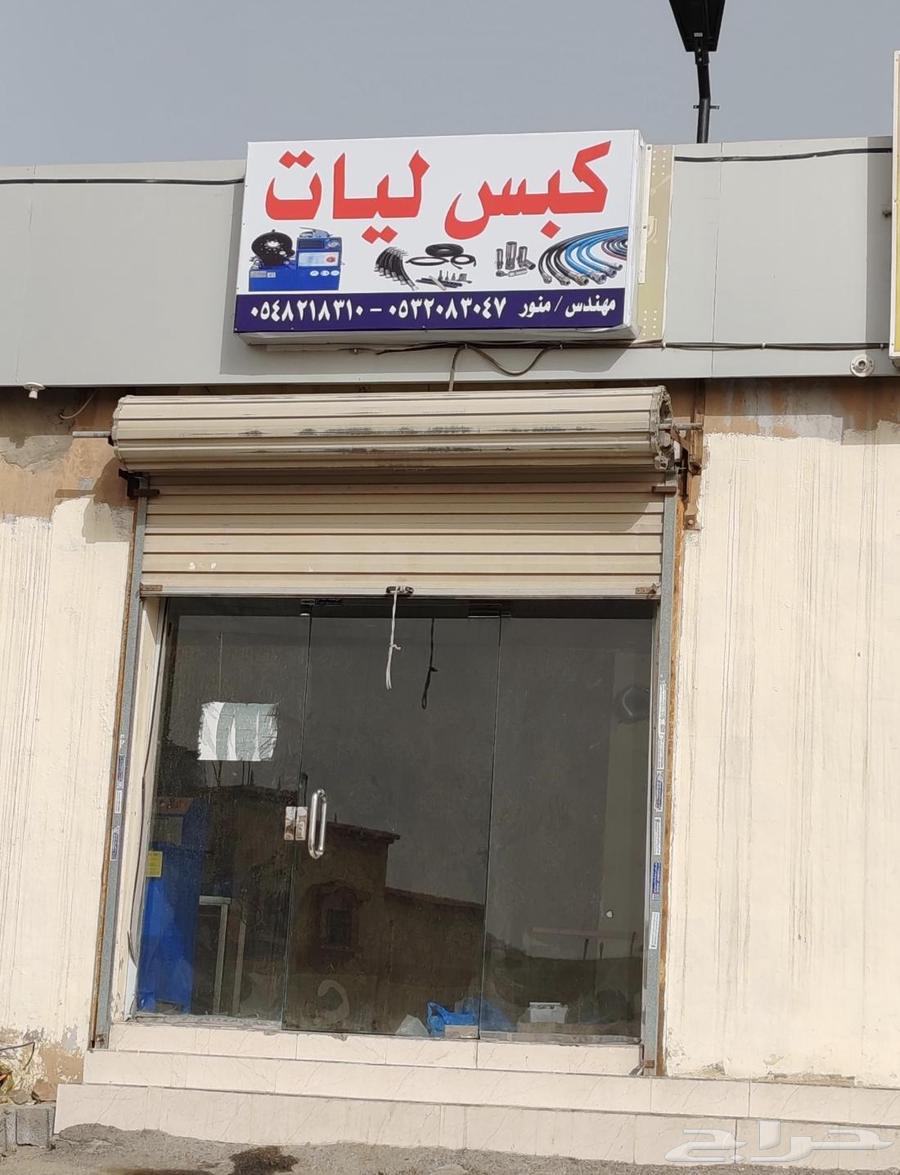 كبس ليات
مهندس / منور ٠٥٣٢٠٨٣٠٤٧ - ٠٥٤٨٢١٨٣١٠
حراج